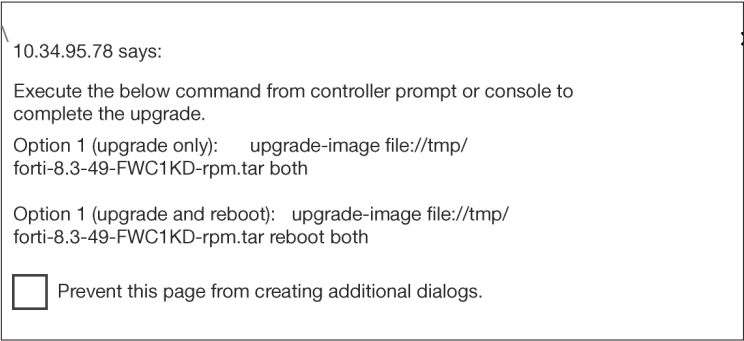 10.34.95.78 says:
Execute the below command from controller prompt or console to
complete the upgrade.
Option 1 (upgrade only): upgrade-image file://tmp/
forti-8.3-49-FWC1KD-rpm.tar both
Option 1 (upgrade and reboot): upgrade-image file://tmp/
forti-8.3-49-FWC1KD-rpm.tar reboot both
Prevent this page from creating additional dialogs.